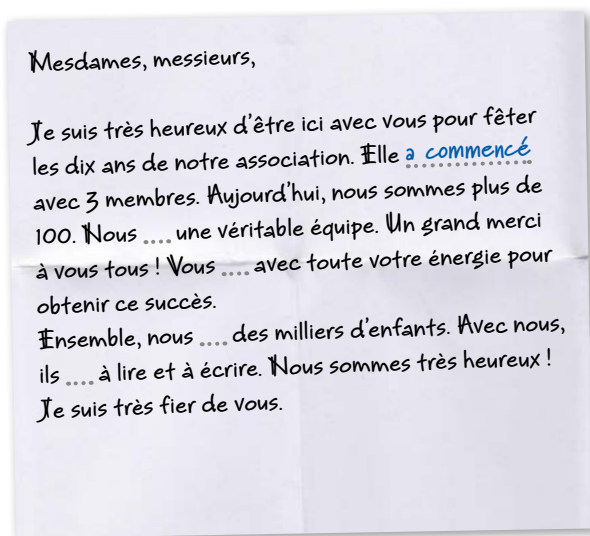 Mesdames, messieurs,
Je suis très heureux d'être ici avec vous pour fêter
les dix ans de notre association. Elle a commencé
avec 3 membres. Aujourd'hui, nous sommes plus de
100. Nous .... une véritable équipe. Un grand merci
à vous tous ! Vous .... avec toute votre énergie pour
obtenir ce succès.
Ensemble, nous .... des milliers d'enfants. Avec nous,
ils .... à lire et à écrire. Nous sommes très heureux !
Je suis très fier de vous.